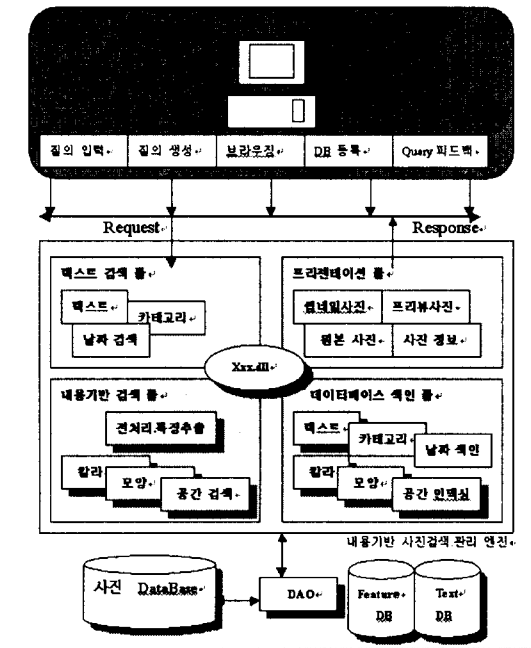 질의 입력
질의 생성
브라우징
DB 등록
Query 피드백
Request
Response
텍스트 검색 툴
텍스트
카테고리
날짜 검색
프리젠테이션 툴
썸네일사진
프리뷰사진
원본 사진
사진 정보
Xxx.dll
내용기반 검색 툴
전처리.특징추출
칼라
모양
공간 검색
데이터베이스 색인 툴
텍스트
카테고리
날짜 색인
칼라
모양
공간 인덱싱
내용기반 사진검색.관리 엔진
사진 DataBase
DAO
Feature
DB
Text
DB